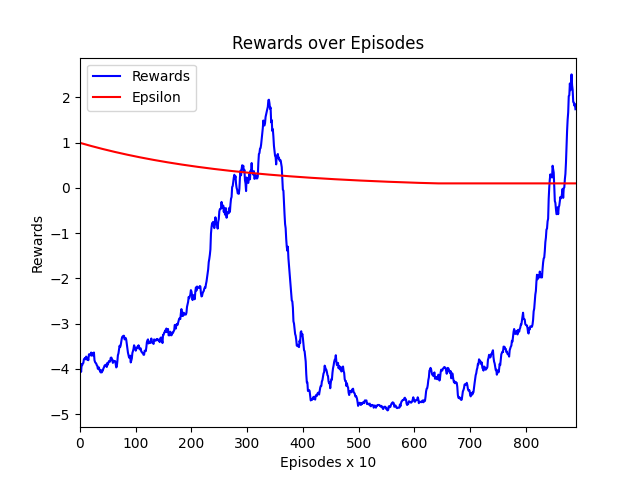 Rewards over Episodes
Rewards
Epsilon
2
1
0
−1
−2
−3
−4
−5
Rewards
0 100 200 300 400 500 600 700 800
Episodes x 10